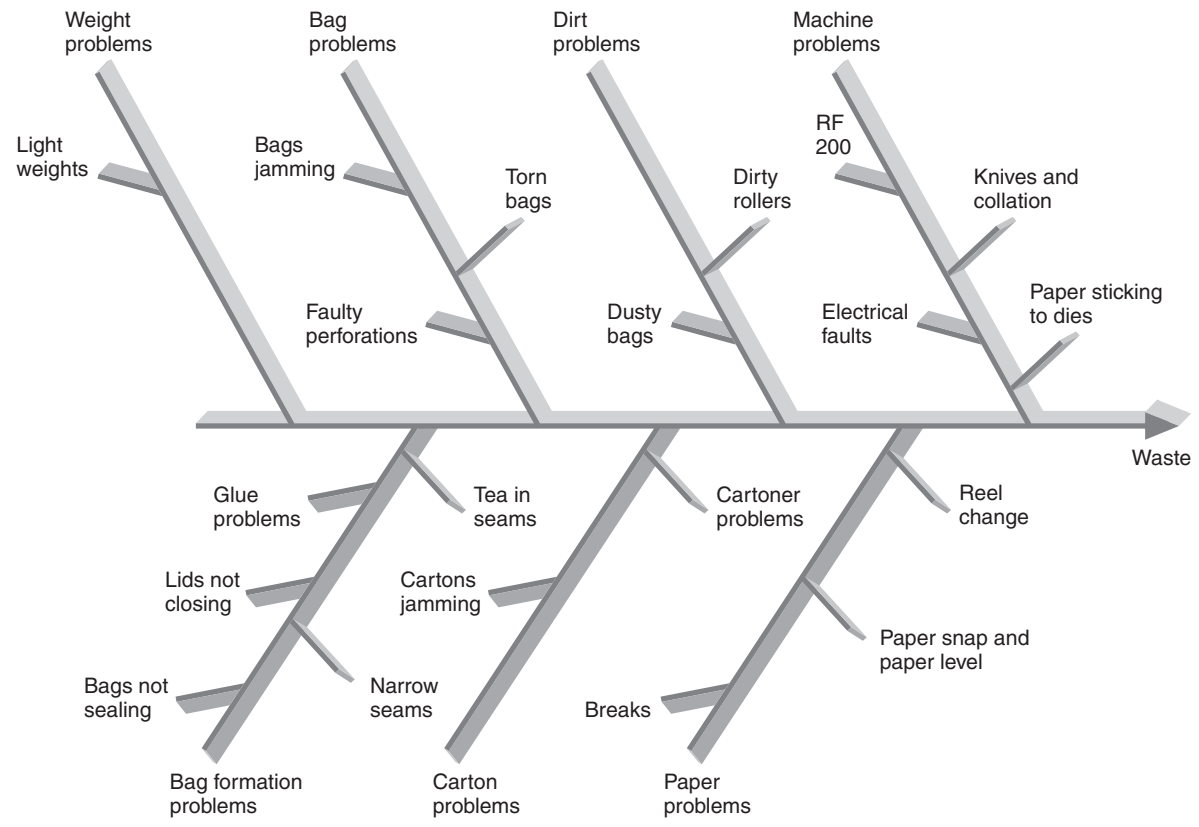 Weight
problems
Bag
problems
Dirt
problems
Machine
problems
Light
weights
Bags
jamming
Torn
bags
Faulty
perforations
Dirty
rollers
Dusty
bags
RF
200
Knives and
collation
Electrical
faults
Paper sticking
to dies
Waste
Glue
problems
Tea in
seams
Lids not
closing
Narrow
seams
Bags not
sealing
Bag formation
problems
Cartoner
problems
Cartons
jamming
Carton
problems
Reel
change
Paper snap and
paper level
Breaks
Paper
problems